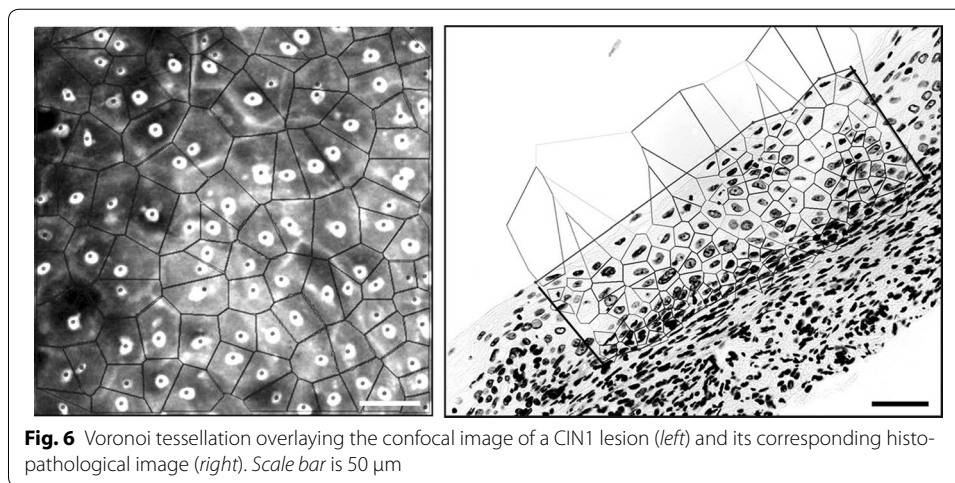 Fig. 6 Voronoi tessellation overlaying the confocal image of a CIN1 lesion (left) and its corresponding histo-
pathological image (right). Scale bar is 50 μm